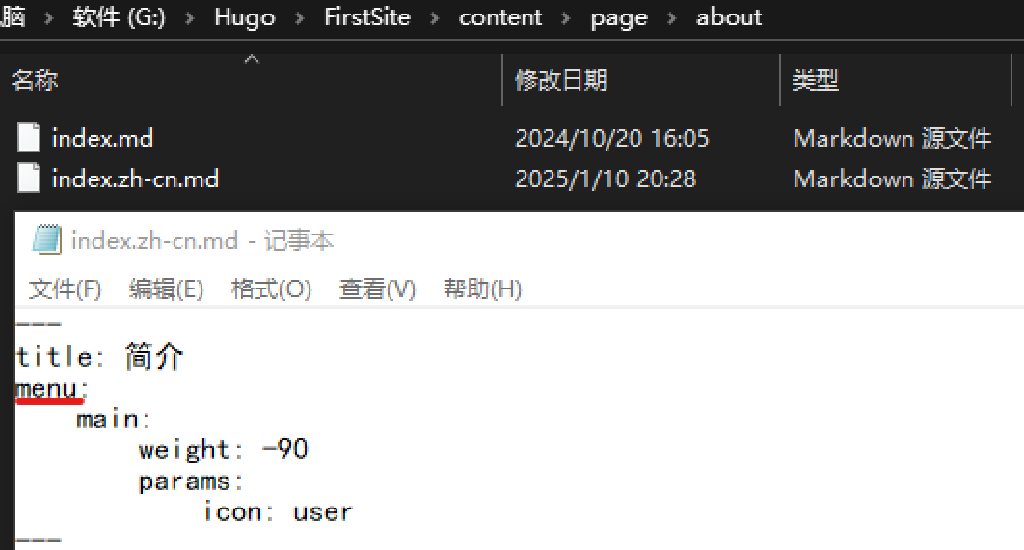 脑 > 软件 (G:) > Hugo > FirstSite > content > page > about
名称 修改日期 类型
index.md 2024/10/20 16:05 Markdown 源文件
index.zh-cn.md 2025/1/10 20:28 Markdown 源文件
index.zh-cn.md - 记事本
文件(F) 编辑(E) 格式(O) 查看(V) 帮助(H)
---
title: 简介
menu:
main:
weight: -90
params:
icon: user
---